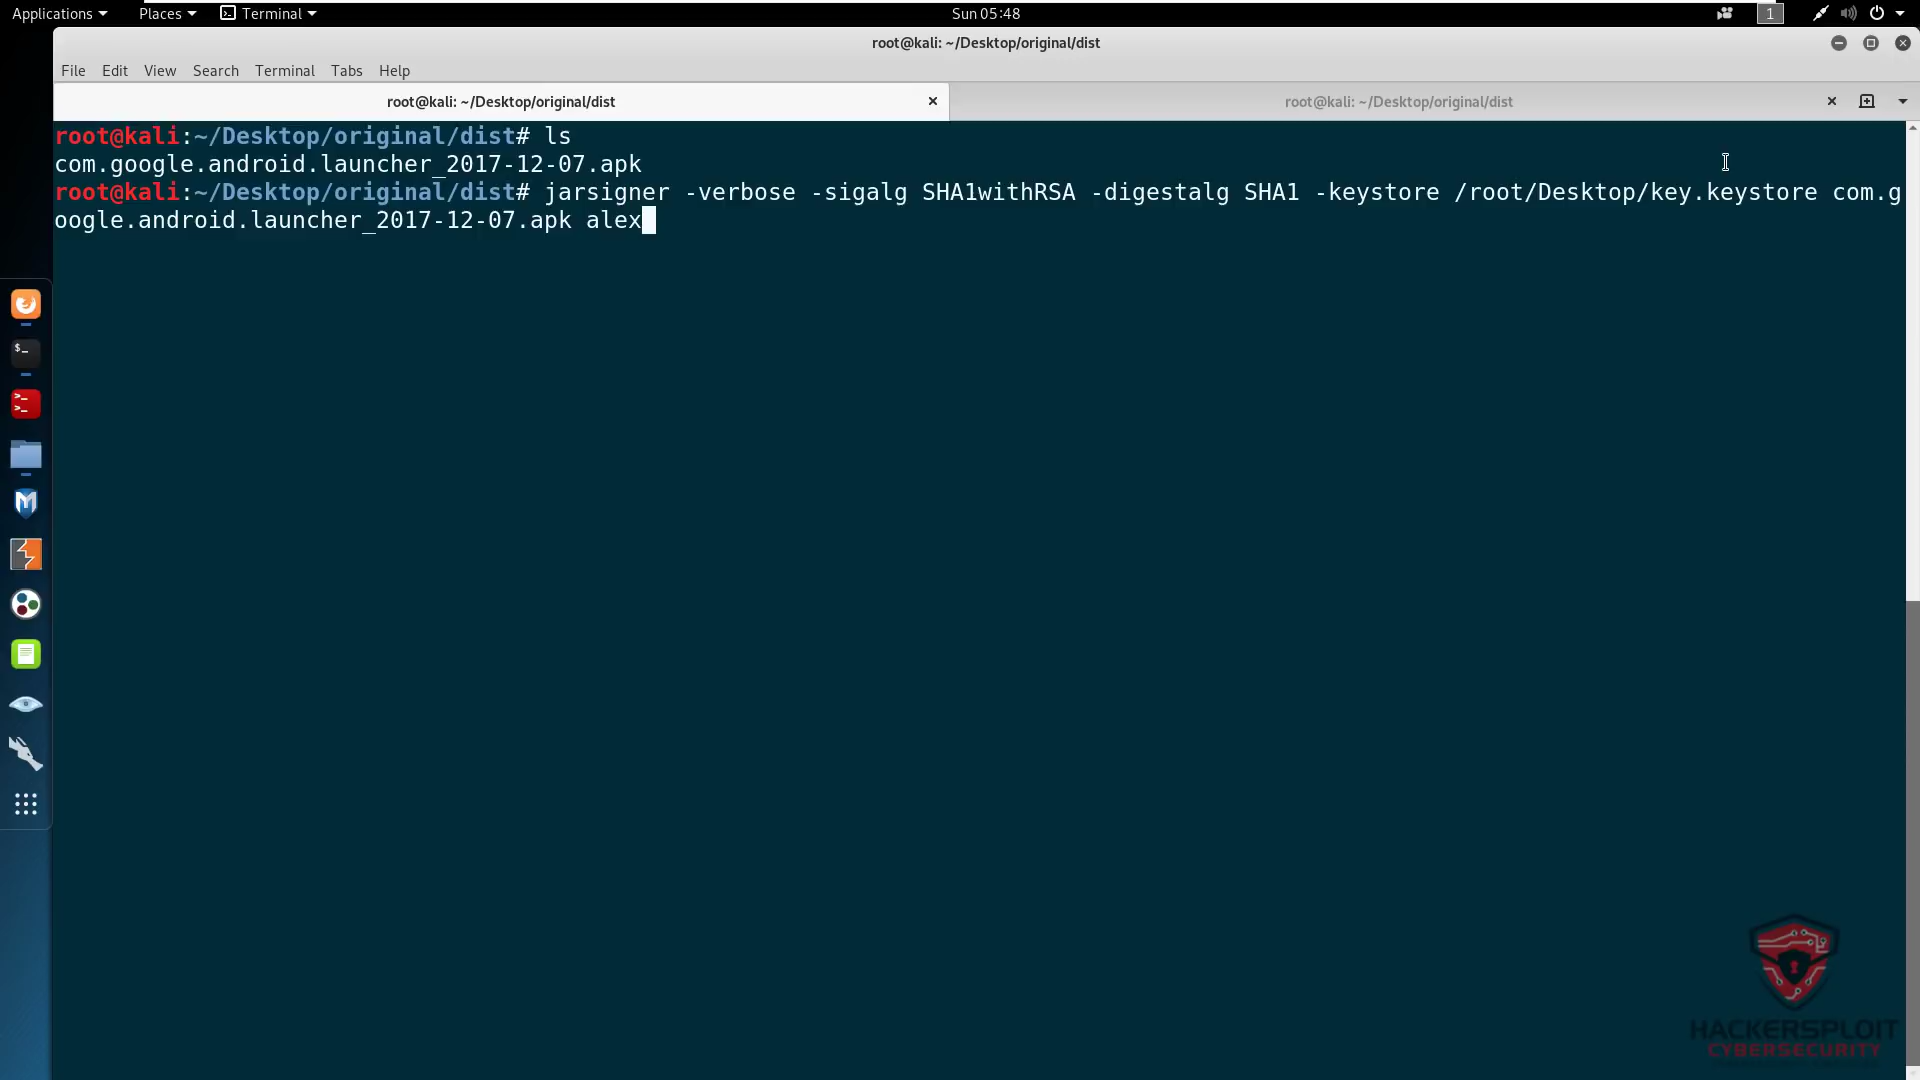 Applications Places Terminal Sun 05:48 1
root@kali: ~/Desktop/original/dist
File Edit View Search Terminal Tabs Help
root@kali: ~/Desktop/original/dist root@kali: ~/Desktop/original/dist
root@kali:~/Desktop/original/dist# ls
com.google.android.launcher_2017-12-07.apk
root@kali:~/Desktop/original/dist# jarsigner -verbose -sigalg SHA1withRSA -digestalg SHA1 -keystore /root/Desktop/key.keystore com.g
oogle.android.launcher_2017-12-07.apk alex
HACKERSPLOIT
CYBERSECURITY